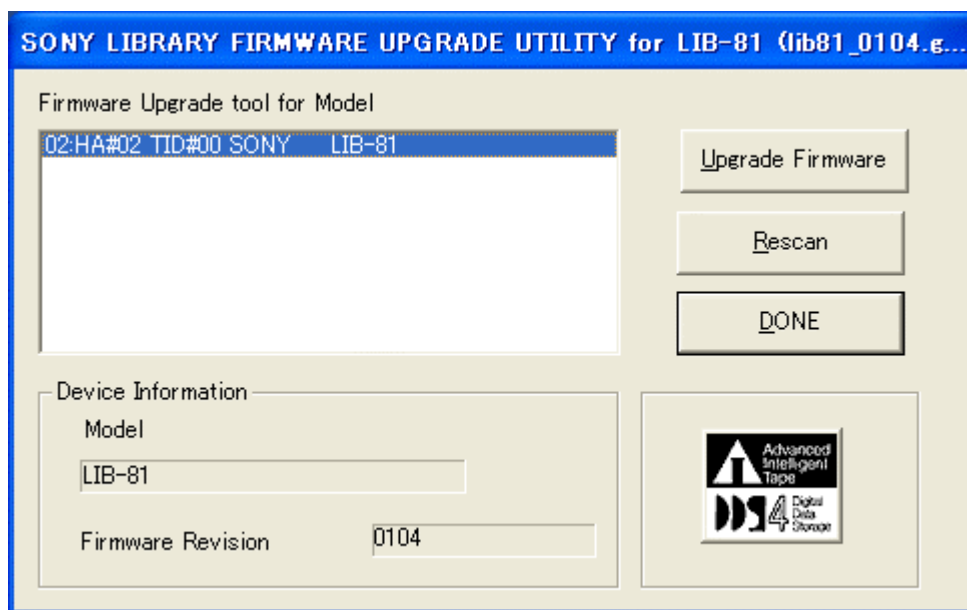 SONY LIBRARY FIRMWARE UPGRADE UTILITY for LIB-81 (lib81_0104.g...
Firmware Upgrade tool for Model
02:HA#02 TID#00 SONY LIB-81
Upgrade Firmware
Rescan
DONE
Device Information
Model
LIB-81
Firmware Revision
0104
Advanced
Intelligent
Tape
DDS4 Digital
Data
Storage